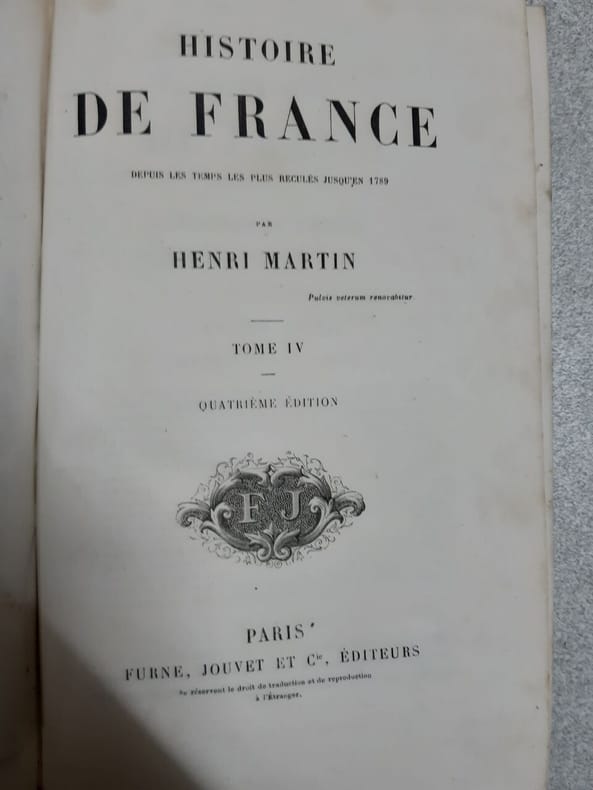 HISTOIRE
DE FRANCE
DEPUIS LES TEMPS LES PLUS RECULÉS JUSQU'EN 1789
PAR
HENRI MARTIN
Pulvis veterum renovabitur
TOME IV
QUATRIÈME ÉDITION
FJ
PARIS
FURNE, JOUVET ET Cie, ÉDITEURS
Se réservent le droit de traduction et de reproduction
à l'Étranger.